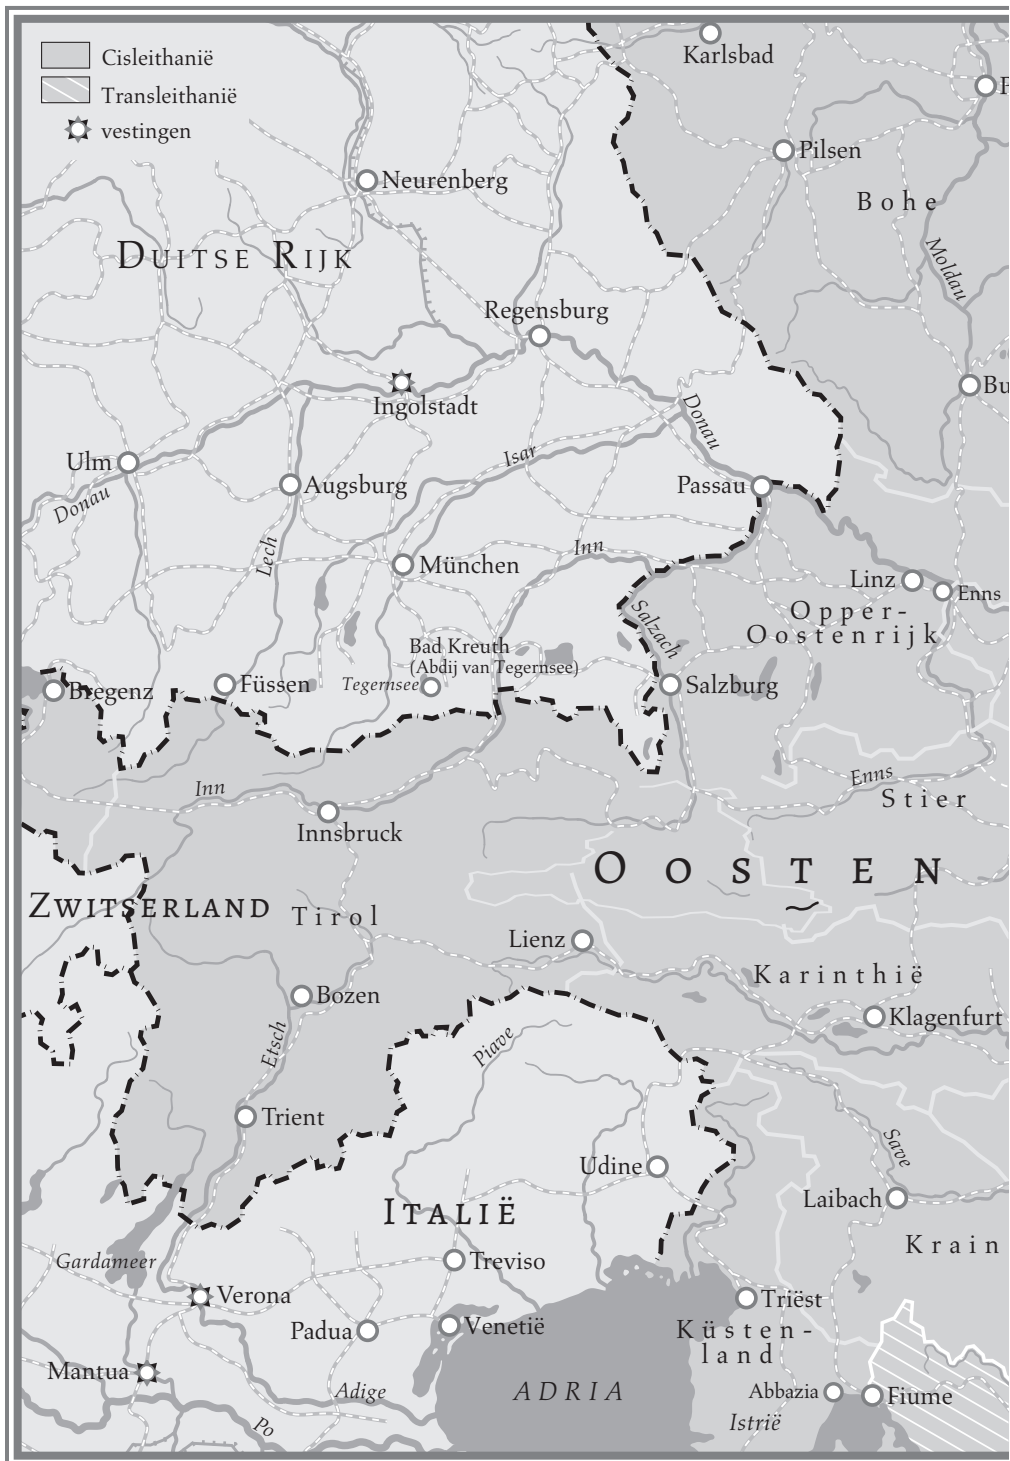 Cisleithanië
Transleithanië
vestingen
Karlsbad
P
Pilsen
Neurenberg
Bohe
DUITSE RIJK
Moldau
Regensburg
Ingolstadt
Bu
Donau
Ulm
Isar
Augsburg
Passau
Donau
Lech
Inn
München
Linz
Enns
Salzach
Opper-
Oostenrijk
Bad Kreuth
(Abdij van Tegernsee)
Tegernsee
Bregenz
Füssen
Salzburg
Inn
Enns
Stier
Innsbruck
OOSTEN
~
ZWITSERLAND
Tirol
Lienz
Karinthië
Bozen
Klagenfurt
Etsch
Piave
Trient
Save
Udine
Laibach
ITALIË
Krain
Gardameer
Treviso
Verona
Triëst
Padua
Venetië
Küsten-
land
Mantua
Adige
ADRIA
Abbazia
Fiume
Po
Istrië